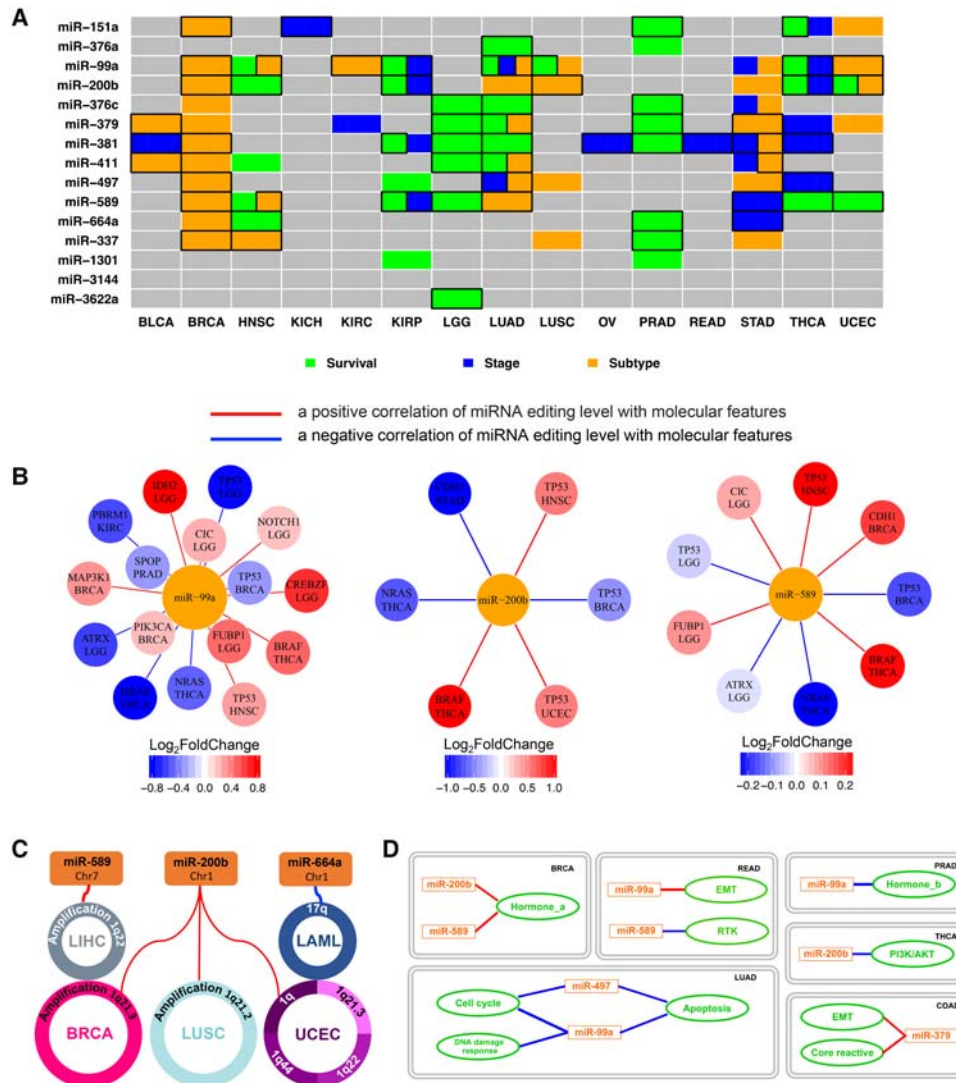 A
miR−151a
miR−376a
miR−99a
miR−200b
miR−376c
miR−379
miR−381
miR−411
miR−497
miR−589
miR−664a
miR−337
miR−1301
miR−3144
miR−3622a
BLCA BRCA HNSC KICH KIRC KIRP LGG LUAD LUSC OV PRAD READ STAD THCA UCEC
Survival Stage Subtype
a positive correlation of miRNA editing level with molecular features
a negative correlation of miRNA editing level with molecular features
B
IDH2
LGG
TP53
LGG
PBRM1
KIRC
CIC
LGG
NOTCH1
LGG
SPOP
PRAD
MAP3K1
BRCA
miR−99a
TP53
BRCA
CREBZF
LGG
PIK3CA
BRCA
ATRX
LGG
FUBP1
LGG
BRAF
THCA
HRAS
THCA
NRAS
THCA
TP53
HNSC
Log2FoldChange
−0.8 −0.4 0.0 0.4 0.8
CDH1
STAD
TP53
HNSC
NRAS
THCA
miR−200b
TP53
BRCA
BRAF
THCA
TP53
UCEC
Log2FoldChange
−1.0 −0.5 0.0 0.5 1.0
CIC
LGG
TP53
HNSC
CDH1
BRCA
TP53
LGG
miR−589
TP53
BRCA
FUBP1
LGG
BRAF
THCA
ATRX
LGG
NRAS
THCA
Log2FoldChange
−0.2 −0.1 0.0 0.1 0.2
C
miR-589
Chr7
miR-200b
Chr1
miR-664a
Chr1
Amplification 1q22
LIHC
17q
LAML
Amplification 1q21.3
BRCA
Amplification 1q21.2
LUSC
1q
1q21.3
UCEC
1q44
1q22
D
BRCA
miR-200b
Hormone_a
miR-589
READ
miR-99a
EMT
miR-589
RTK
PRAD
miR-99a
Hormone_b
THCA
miR-200b
PI3K/AKT
LUAD
Cell cycle
miR-497
Apoptosis
DNA damage
response
miR-99a
COAD
EMT
miR-379
Core reactive